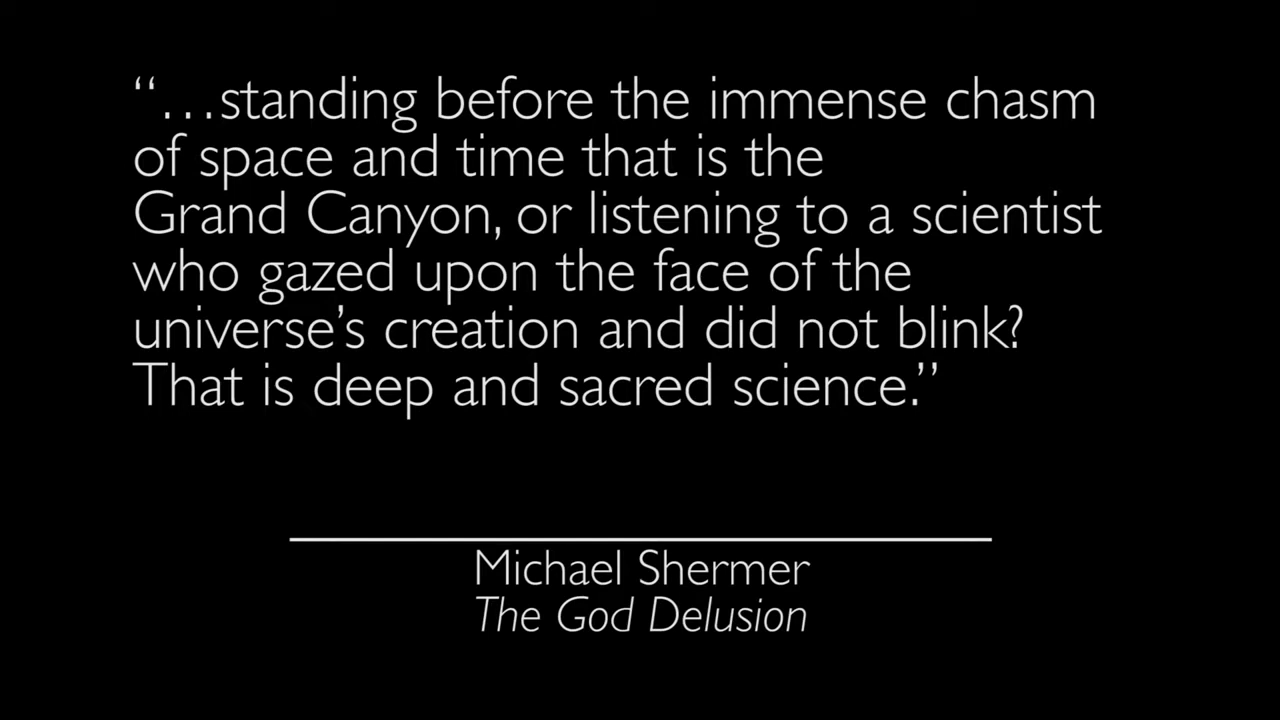 “…standing before the immense chasm
of space and time that is the
Grand Canyon, or listening to a scientist
who gazed upon the face of the
universe’s creation and did not blink?
That is deep and sacred science.”
Michael Shermer
The God Delusion